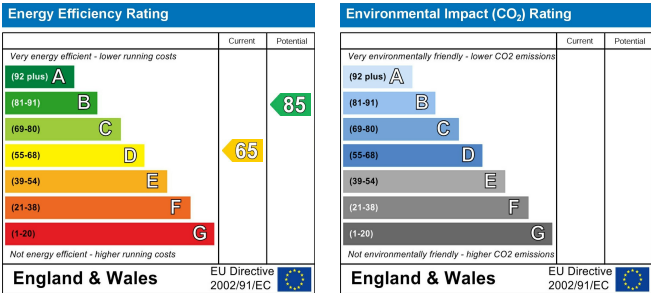 Energy Efficiency Rating
Current Potential
Very energy efficient - lower running costs
(92 plus) A
(81-91) B
85
(69-80) C
(55-68) D
65
(39-54) E
(21-38) F
(1-20) G
Not energy efficient - higher running costs
England & Wales
EU Directive
2002/91/EC
Environmental Impact (CO₂) Rating
Current Potential
Very environmentally friendly - lower CO2 emissions
(92 plus) A
(81-91) B
(69-80) C
(55-68) D
(39-54) E
(21-38) F
(1-20) G
Not environmentally friendly - higher CO2 emissions
England & Wales
EU Directive
2002/91/EC